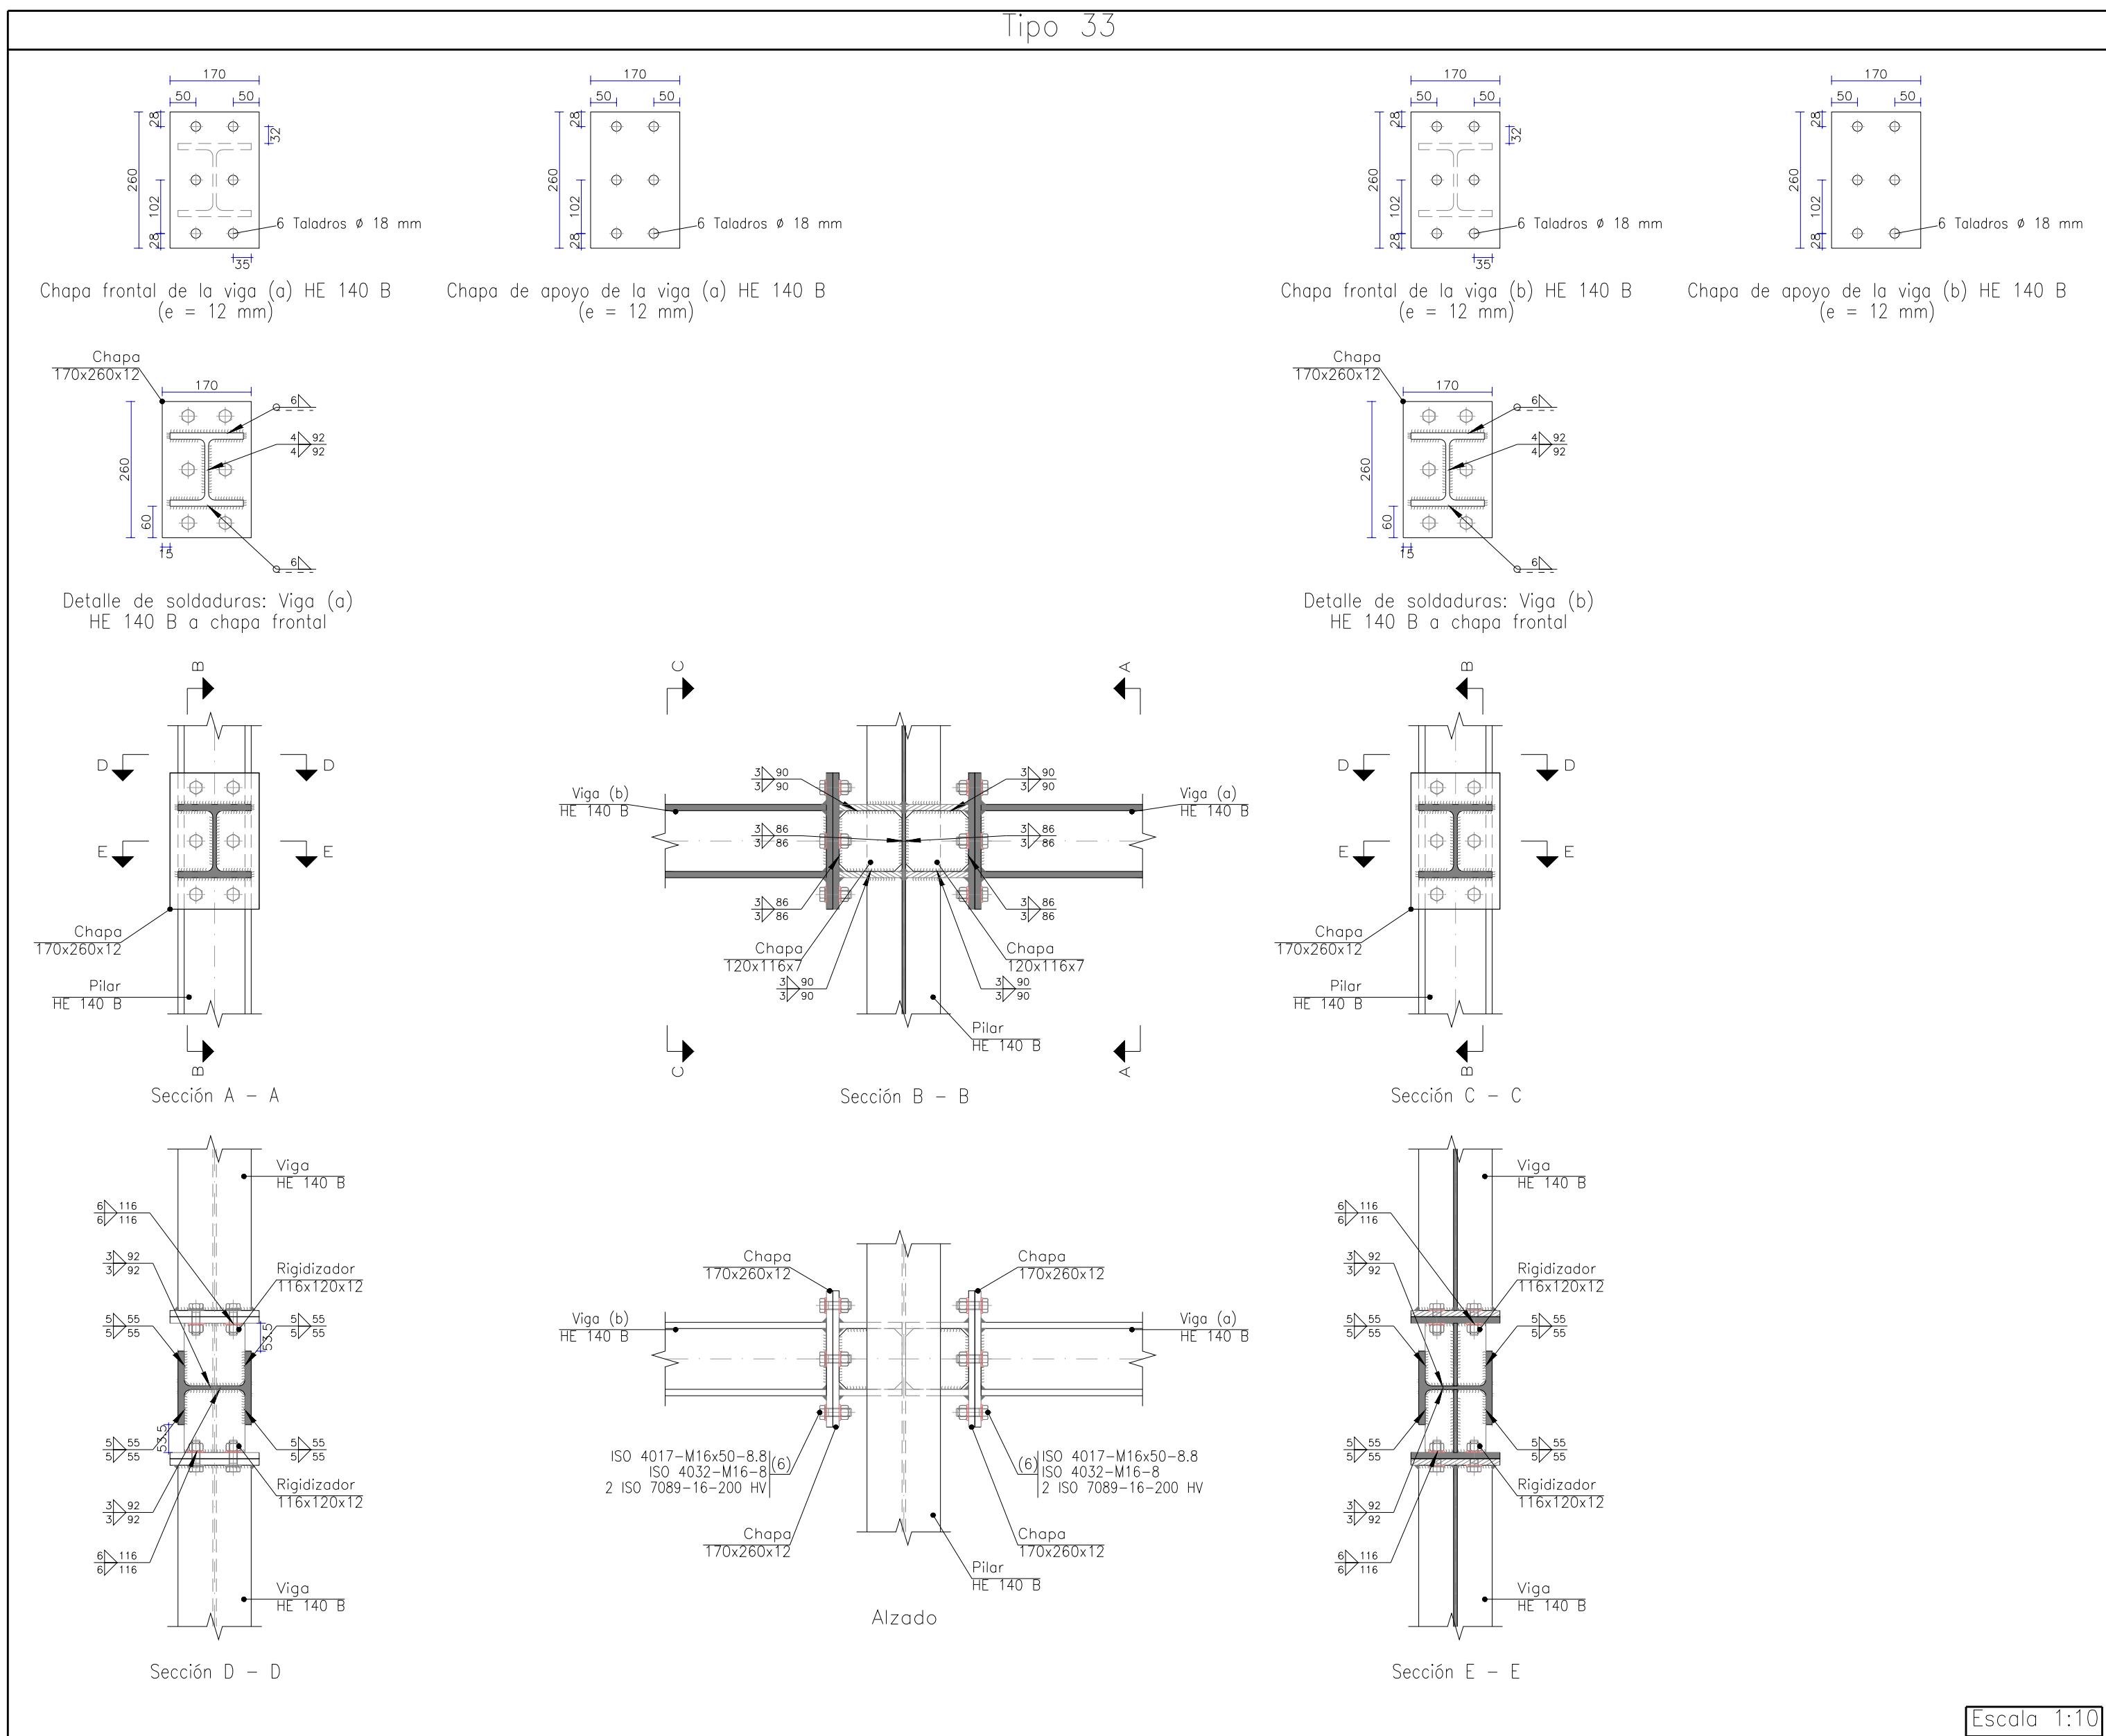 Tipo 33
170
50
50
28
32
260
102
28
35
6 Taladros ø 18 mm
Chapa frontal de la viga (a) HE 140 B
(e = 12 mm)
170
50
50
28
260
102
28
6 Taladros ø 18 mm
Chapa de apoyo de la viga (a) HE 140 B
(e = 12 mm)
170
50
50
28
32
260
102
28
35
6 Taladros ø 18 mm
Chapa frontal de la viga (b) HE 140 B
(e = 12 mm)
170
50
50
28
260
102
28
6 Taladros ø 18 mm
Chapa de apoyo de la viga (b) HE 140 B
(e = 12 mm)
Chapa
170x260x12
170
6
4 92
4 92
260
60
15
6
Detalle de soldaduras: Viga (a)
HE 140 B a chapa frontal
Chapa
170x260x12
170
6
4 92
4 92
260
60
15
6
Detalle de soldaduras: Viga (b)
HE 140 B a chapa frontal
B
D
D
E
E
Chapa
170x260x12
Pilar
HE 140 B
B
Sección A – A
C
A
3 90
3 90
3 90
3 90
Viga (b)
HE 140 B
Viga (a)
HE 140 B
3 86
3 86
3 86
3 86
3 86
3 86
3 86
3 86
Chapa
120x116x7
Chapa
120x116x7
3 90
3 90
3 90
3 90
Pilar
HE 140 B
C
A
Sección B – B
B
D
D
E
E
Chapa
170x260x12
Pilar
HE 140 B
B
Sección C – C
Viga
HE 140 B
6 116
6 116
3 92
3 92
Rigidizador
116x120x12
5 55
5 55
53.5
5 55
5 55
5 55
5 55
53.5
5 55
5 55
Rigidizador
116x120x12
3 92
3 92
6 116
6 116
Viga
HE 140 B
Sección D – D
Chapa
170x260x12
Chapa
170x260x12
Viga (b)
HE 140 B
Viga (a)
HE 140 B
ISO 4017–M16x50–8.8
ISO 4032–M16–8
2 ISO 7089–16–200 HV
(6)
(6)
ISO 4017–M16x50–8.8
ISO 4032–M16–8
2 ISO 7089–16–200 HV
Chapa
170x260x12
Chapa
170x260x12
Pilar
HE 140 B
Alzado
Viga
HE 140 B
6 116
6 116
3 92
3 92
Rigidizador
116x120x12
5 55
5 55
5 55
5 55
5 55
5 55
5 55
5 55
Rigidizador
116x120x12
3 92
3 92
6 116
6 116
Viga
HE 140 B
Sección E – E
Escala 1:10